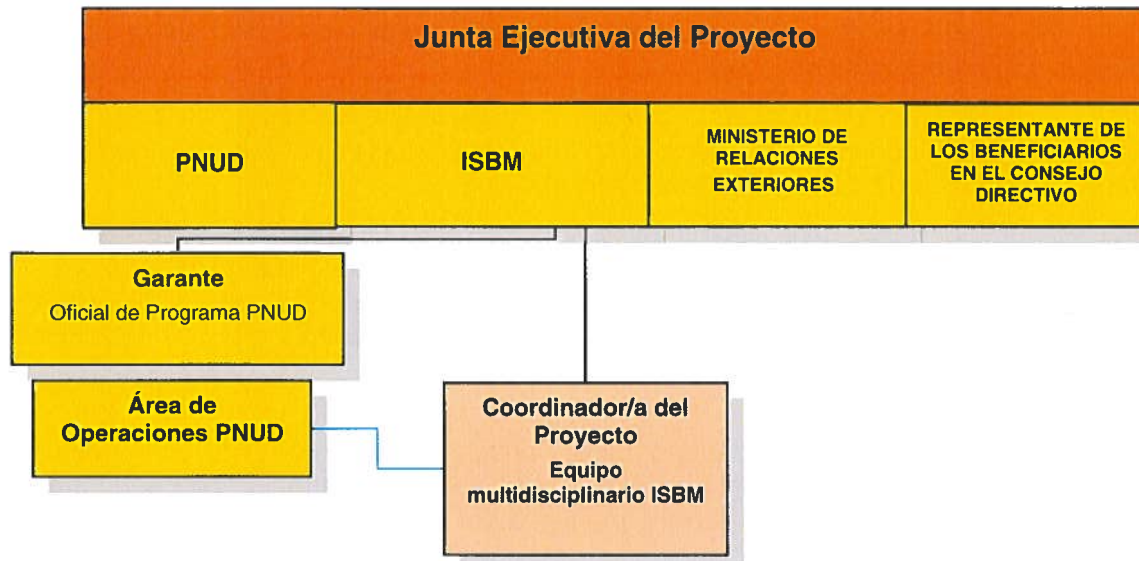 Junta Ejecutiva del Proyecto
PNUD
ISBM
MINISTERIO DE
RELACIONES
EXTERIORES
REPRESENTANTE DE
LOS BENEFICIARIOS
EN EL CONSEJO
DIRECTIVO
Garante
Oficial de Programa PNUD
Área de
Operaciones PNUD
Coordinador/a del
Proyecto
Equipo
multidisciplinario ISBM